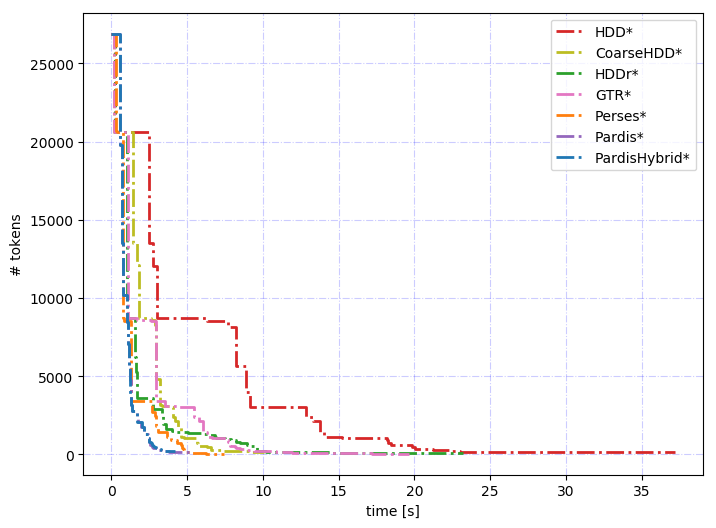 HDD*
CoarseHDD*
HDDr*
GTR*
Perses*
Pardis*
PardisHybrid*
25000
20000
15000
10000
5000
0
# tokens
0 5 10 15 20 25 30 35
time [s]